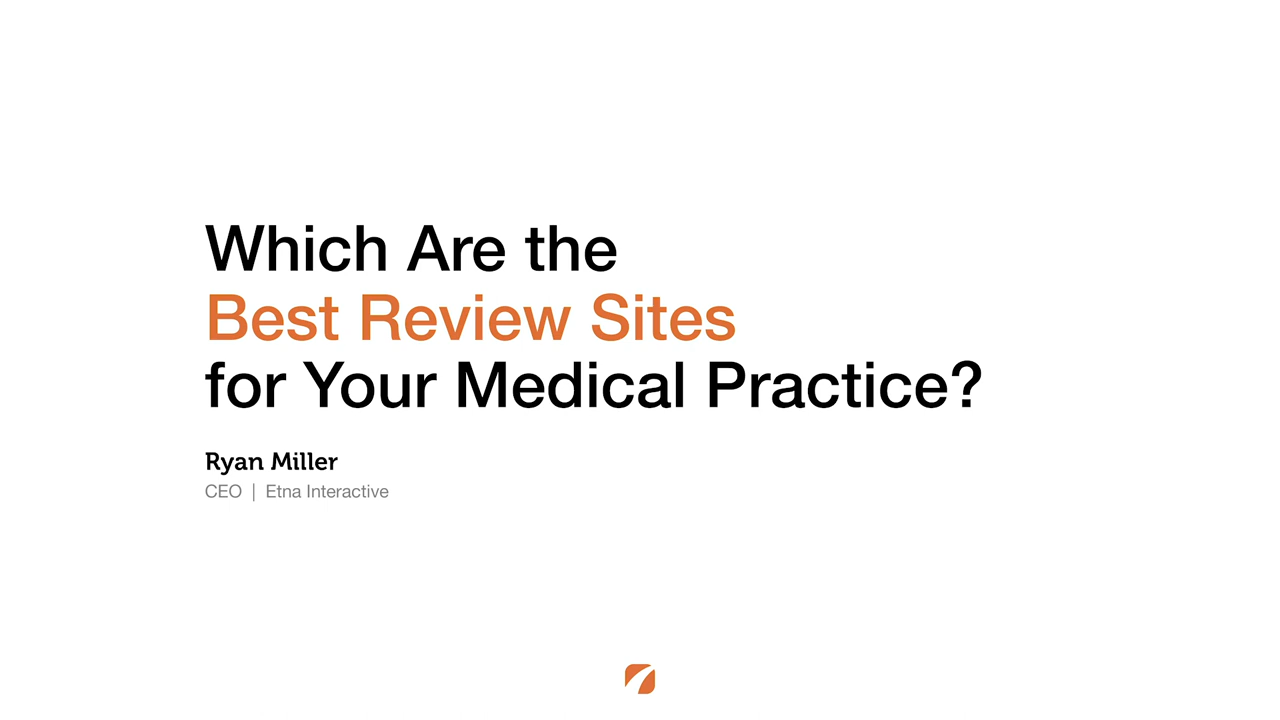 Which Are the
Best Review Sites
for Your Medical Practice?
Ryan Miller
CEO | Etna Interactive